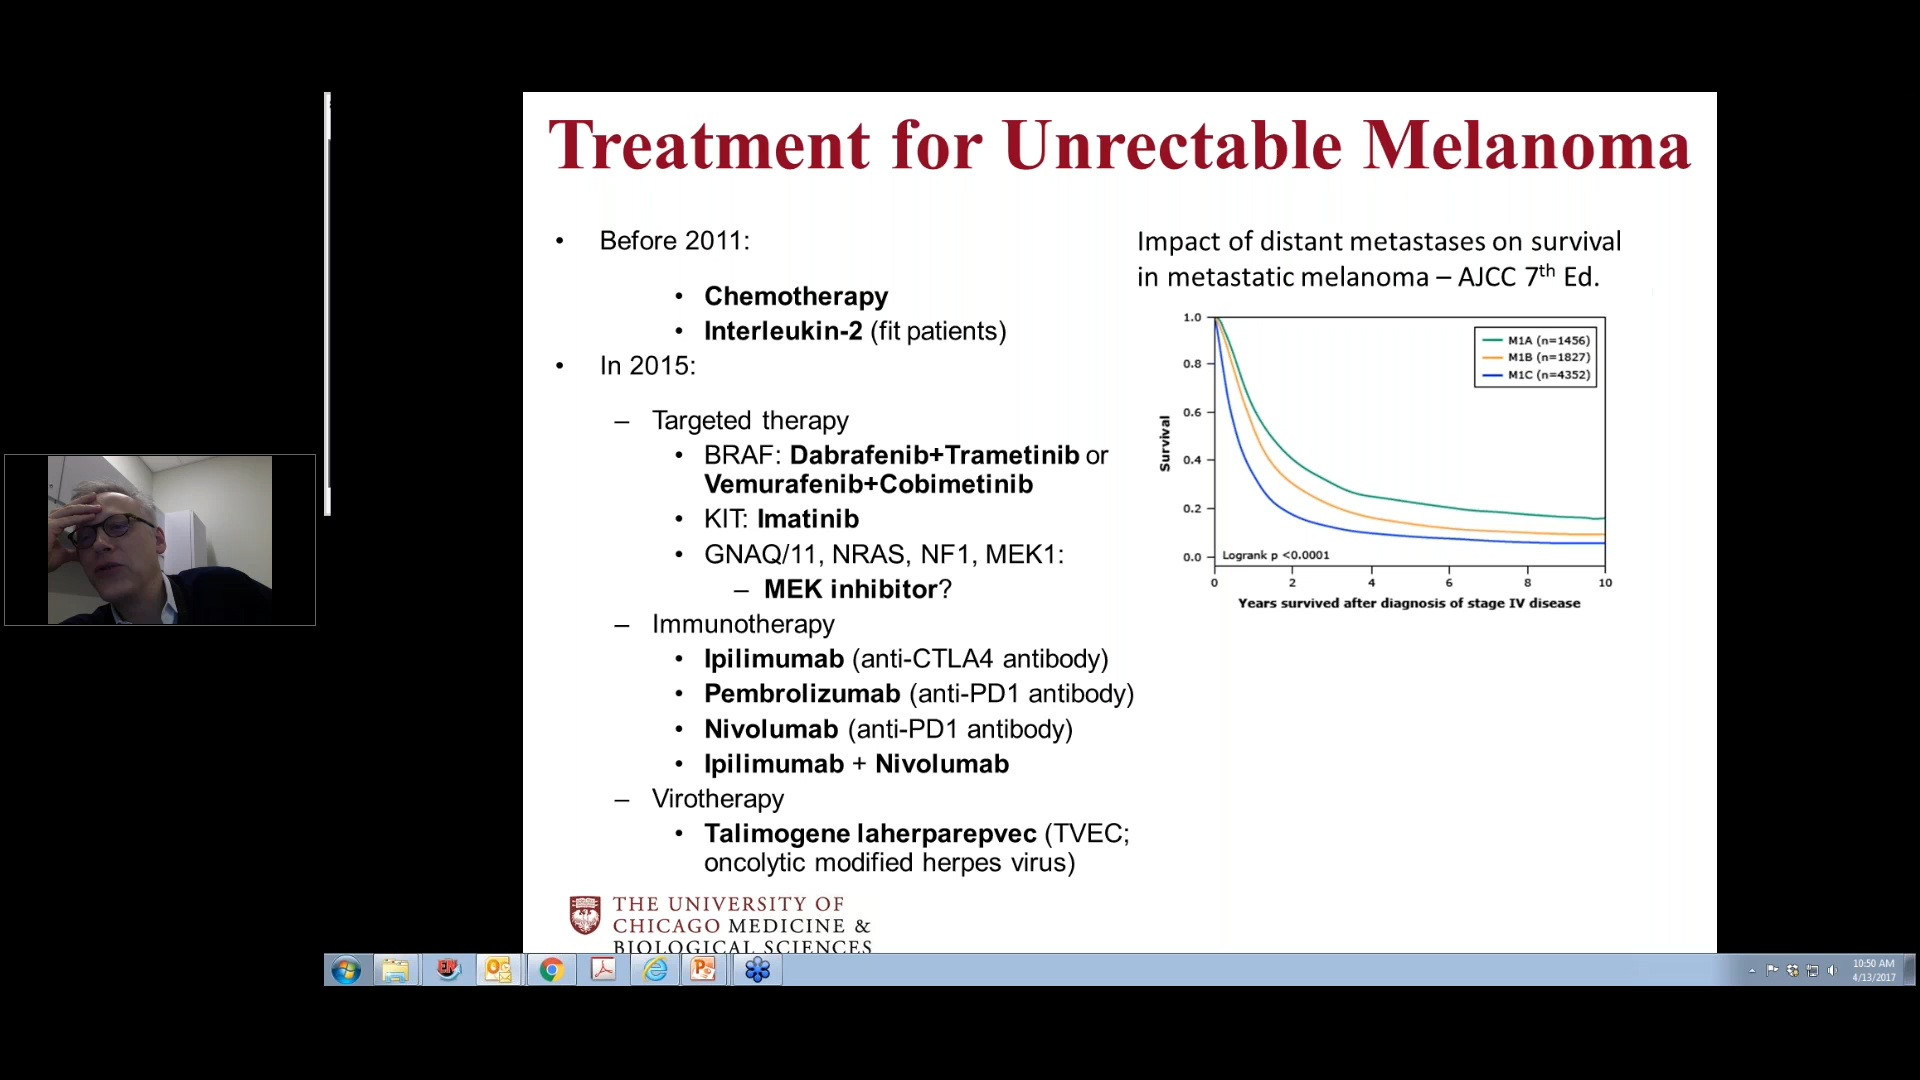 Treatment for Unrectable Melanoma
• Before 2011:
• Chemotherapy
• Interleukin-2 (fit patients)
• In 2015:
– Targeted therapy
• BRAF: Dabrafenib+Trametinib or
Vemurafenib+Cobimetinib
• KIT: Imatinib
• GNAQ/11, NRAS, NF1, MEK1:
– MEK inhibitor?
– Immunotherapy
• Ipilimumab (anti-CTLA4 antibody)
• Pembrolizumab (anti-PD1 antibody)
• Nivolumab (anti-PD1 antibody)
• Ipilimumab + Nivolumab
– Virotherapy
• Talimogene laherparepvec (TVEC;
oncolytic modified herpes virus)
Impact of distant metastases on survival
in metastatic melanoma – AJCC 7th Ed.
1.0
0.8
0.6
0.4
0.2
0.0
Survival
M1A (n=1456)
M1B (n=1827)
M1C (n=4352)
Logrank p <0.0001
0 2 4 6 8 10
Years survived after diagnosis of stage IV disease
THE UNIVERSITY OF
CHICAGO MEDICINE &
BIOLOGICAL SCIENCES
10:50 AM
4/13/2017